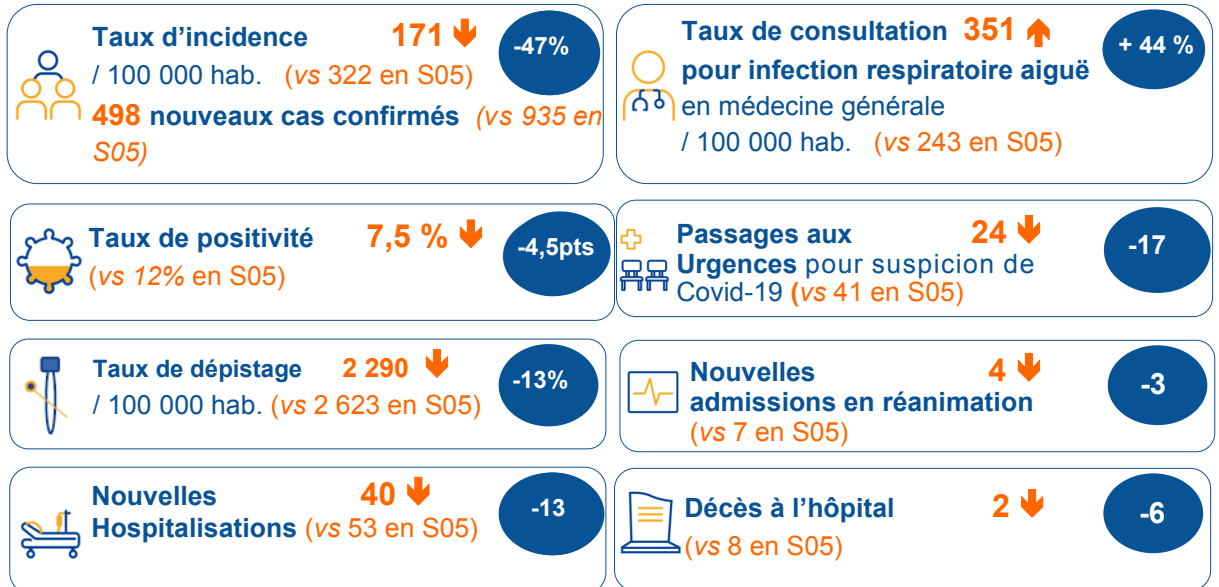 Taux d’incidence 171 -47%
/ 100 000 hab. (vs 322 en S05)
498 nouveaux cas confirmés (vs 935 en
S05)
Taux de consultation 351 + 44 %
pour infection respiratoire aiguë
en médecine générale
/ 100 000 hab. (vs 243 en S05)
Taux de positivité 7,5 % -4,5pts
(vs 12% en S05)
Passages aux 24 -17
Urgences pour suspicion de
Covid-19 (vs 41 en S05)
Taux de dépistage 2 290 -13%
/ 100 000 hab. (vs 2 623 en S05)
Nouvelles 4 -3
admissions en réanimation
(vs 7 en S05)
Nouvelles 40 -13
Hospitalisations (vs 53 en S05)
Décès à l’hôpital 2 -6
(vs 8 en S05)